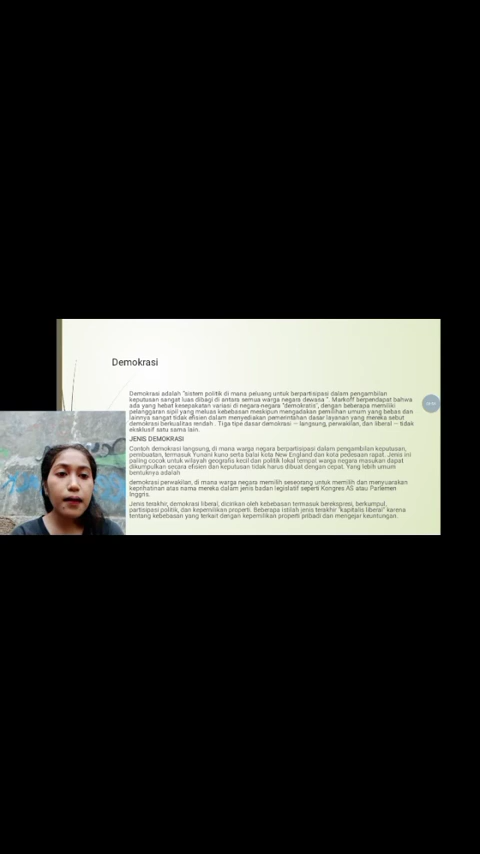 Demokrasi
Demokrasi adalah "sistem politik di mana peluang untuk berpartisipasi dalam pengambilan
keputusan sangat luas dibagi di antara semua warga negara dewasa ". Markoff berpendapat bahwa
ada yang hebat kesepakatan variasi di negara-negara "demokratis", dengan beberapa memiliki
pelanggaran sipil yang meluas kebebasan meskipun mengadakan pemilihan umum yang bebas dan
lainnya sangat tidak efisien dalam menyediakan pemerintahan dasar layanan yang mereka sebut
demokrasi berkualitas rendah . Tiga tipe dasar demokrasi — langsung, perwakilan, dan liberal — tidak
eksklusif satu sama lain.
JENIS DEMOKRASI
Contoh demokrasi langsung, di mana warga negara berpartisipasi dalam pengambilan keputusan,
pembuatan, termasuk Yunani kuno serta balai kota New England dan kota pedesaan rapat. Jenis ini
paling cocok untuk wilayah geografis kecil dan politik lokal tempat warga negara masukan dapat
dikumpulkan secara efisien dan keputusan tidak harus dibuat dengan cepat. Yang lebih umum
bentuknya adalah
demokrasi perwakilan, di mana warga negara memilih seseorang untuk memilih dan menyuarakan
keprihatinan atas nama mereka dalam jenis badan legislatif seperti Kongres AS atau Parlemen
Inggris.
Jenis terakhir, demokrasi liberal, dicirikan oleh kebebasan termasuk berekspresi, berkumpul,
partisipasi politik, dan kepemilikan properti. Beberapa istilah jenis terakhir "kapitalis liberal" karena
tentang kebebasan yang terkait dengan kepemilikan properti pribadi dan mengejar keuntungan.